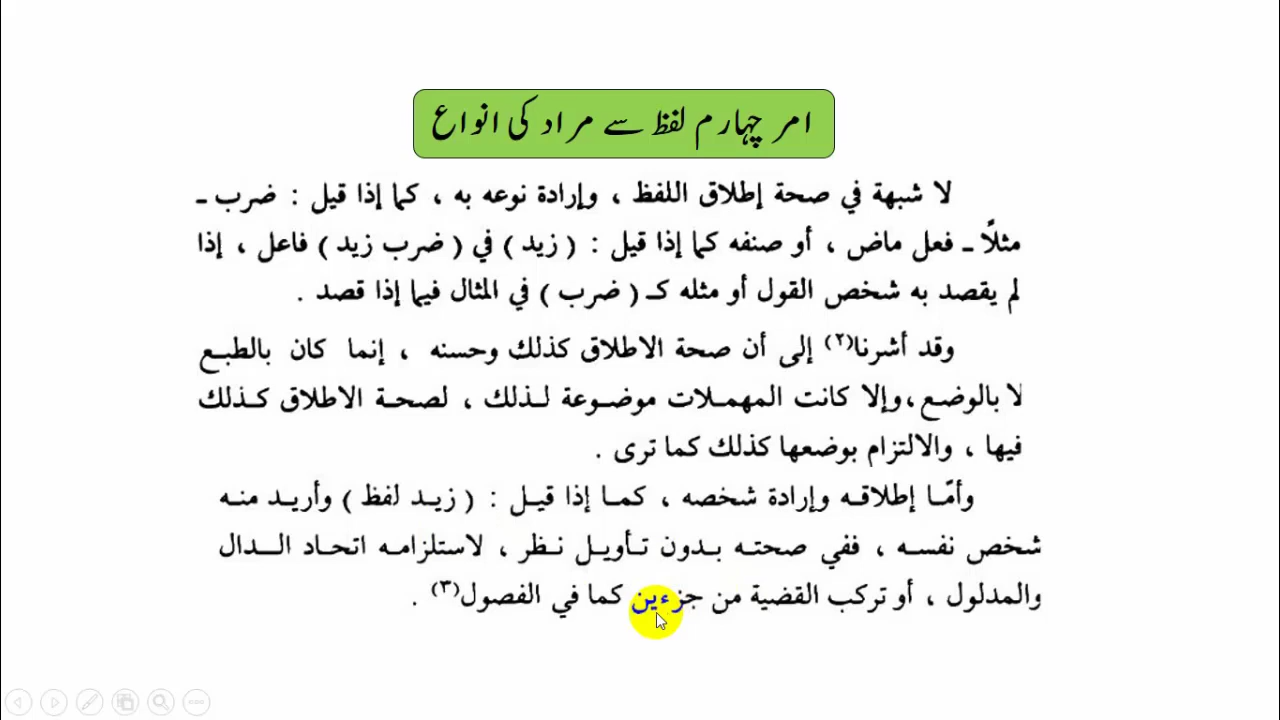 امر چہارم لفظ سے مراد کی انواع
لا شبهة في صحة إطلاق اللفظ ، وإرادة نوعه به ، كما إذا قيل : ضرب ـ
مثلاً ـ فعل ماض ، أو صنفه كما إذا قيل : ( زيد ) في ( ضرب زيد ) فاعل ، إذا
لم يقصد به شخص القول أو مثله كـ ( ضرب ) في المثال فيما إذا قصد .
وقد أشرنا(٢) إلى أن صحة الاطلاق كذلك وحسنه ، إنما كان بالطبع
لا بالوضع ، وإلا كانت المهملات موضوعة لذلك ، لصحة الاطلاق كذلك
فيها ، والالتزام بوضعها كذلك كما ترى .
وأمّا إطلاقه وإرادة شخصه ، كما إذا قيل : ( زيد لفظ ) وأريد منه
شخص نفسه ، ففي صحته بدون تأويل نظر ، لاستلزامه اتحاد الدال
والمدلول ، أو تركب القضية من جزءين كما في الفصول(٣) .